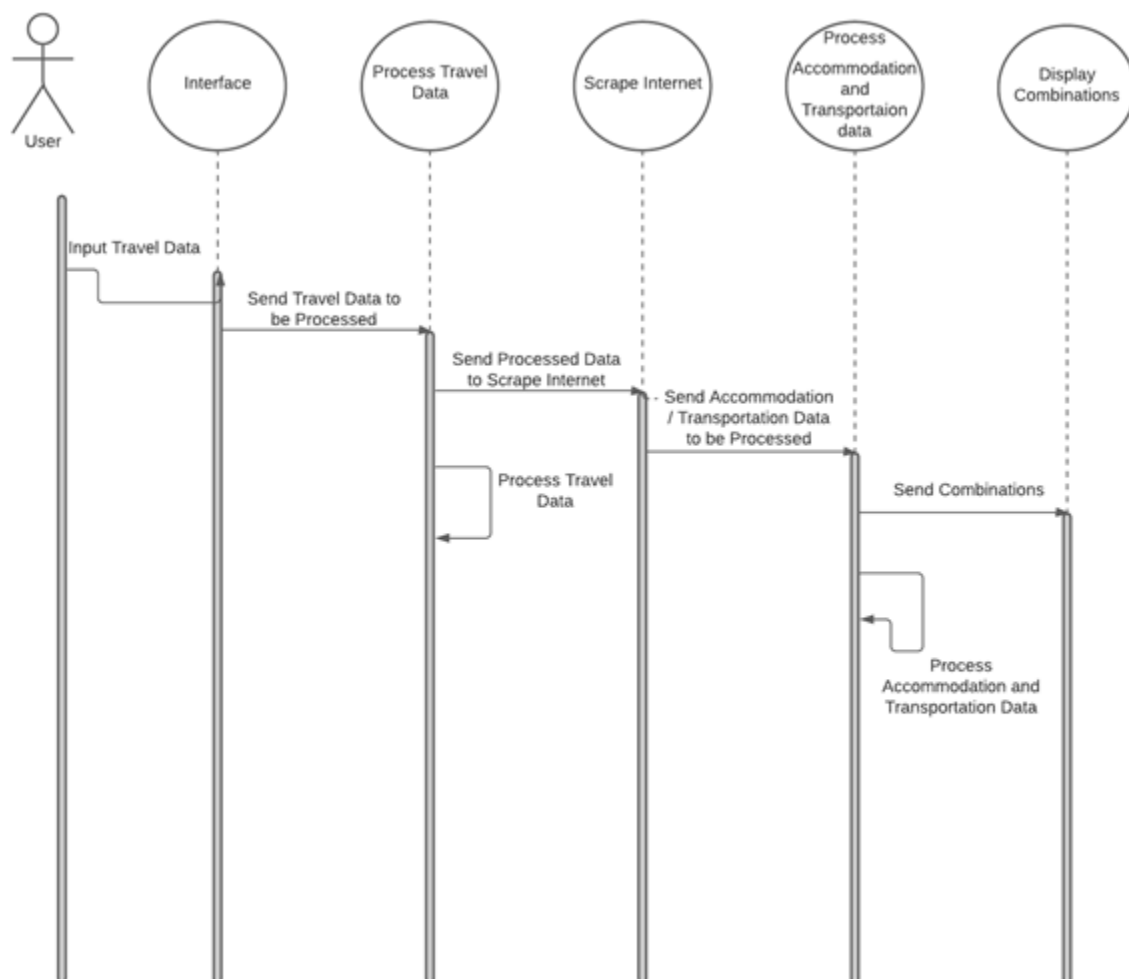 User
Interface
Process Travel
Data
Scrape Internet
Process
Accommodation
and
Transportaion
data
Display
Combinations
Input Travel Data
Send Travel Data to
be Processed
Send Processed Data
to Scrape Internet
Send Accommodation
/ Transportation Data
to be Processed
Process Travel
Data
Send Combinations
Process
Accommodation and
Transportation Data